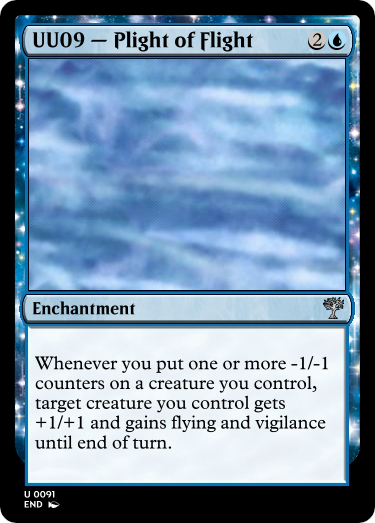 UU09 — Plight of Flight 2
Enchantment
Whenever you put one or more -1/-1
counters on a creature you control,
target creature you control gets
+1/+1 and gains flying and vigilance
until end of turn.
U 0091
END